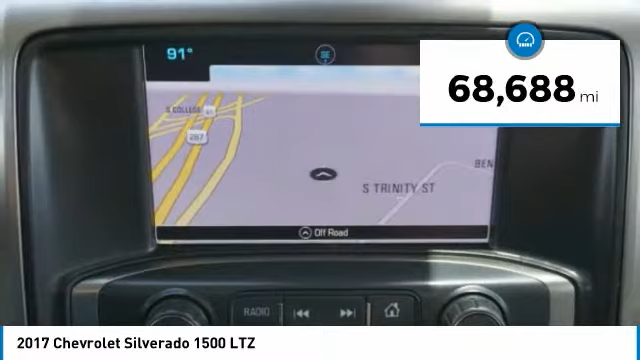 91°
SE
68,688 mi
S COLLEGE
287
S TRINITY ST
BEN
Off Road
RADIO
2017 Chevrolet Silverado 1500 LTZ